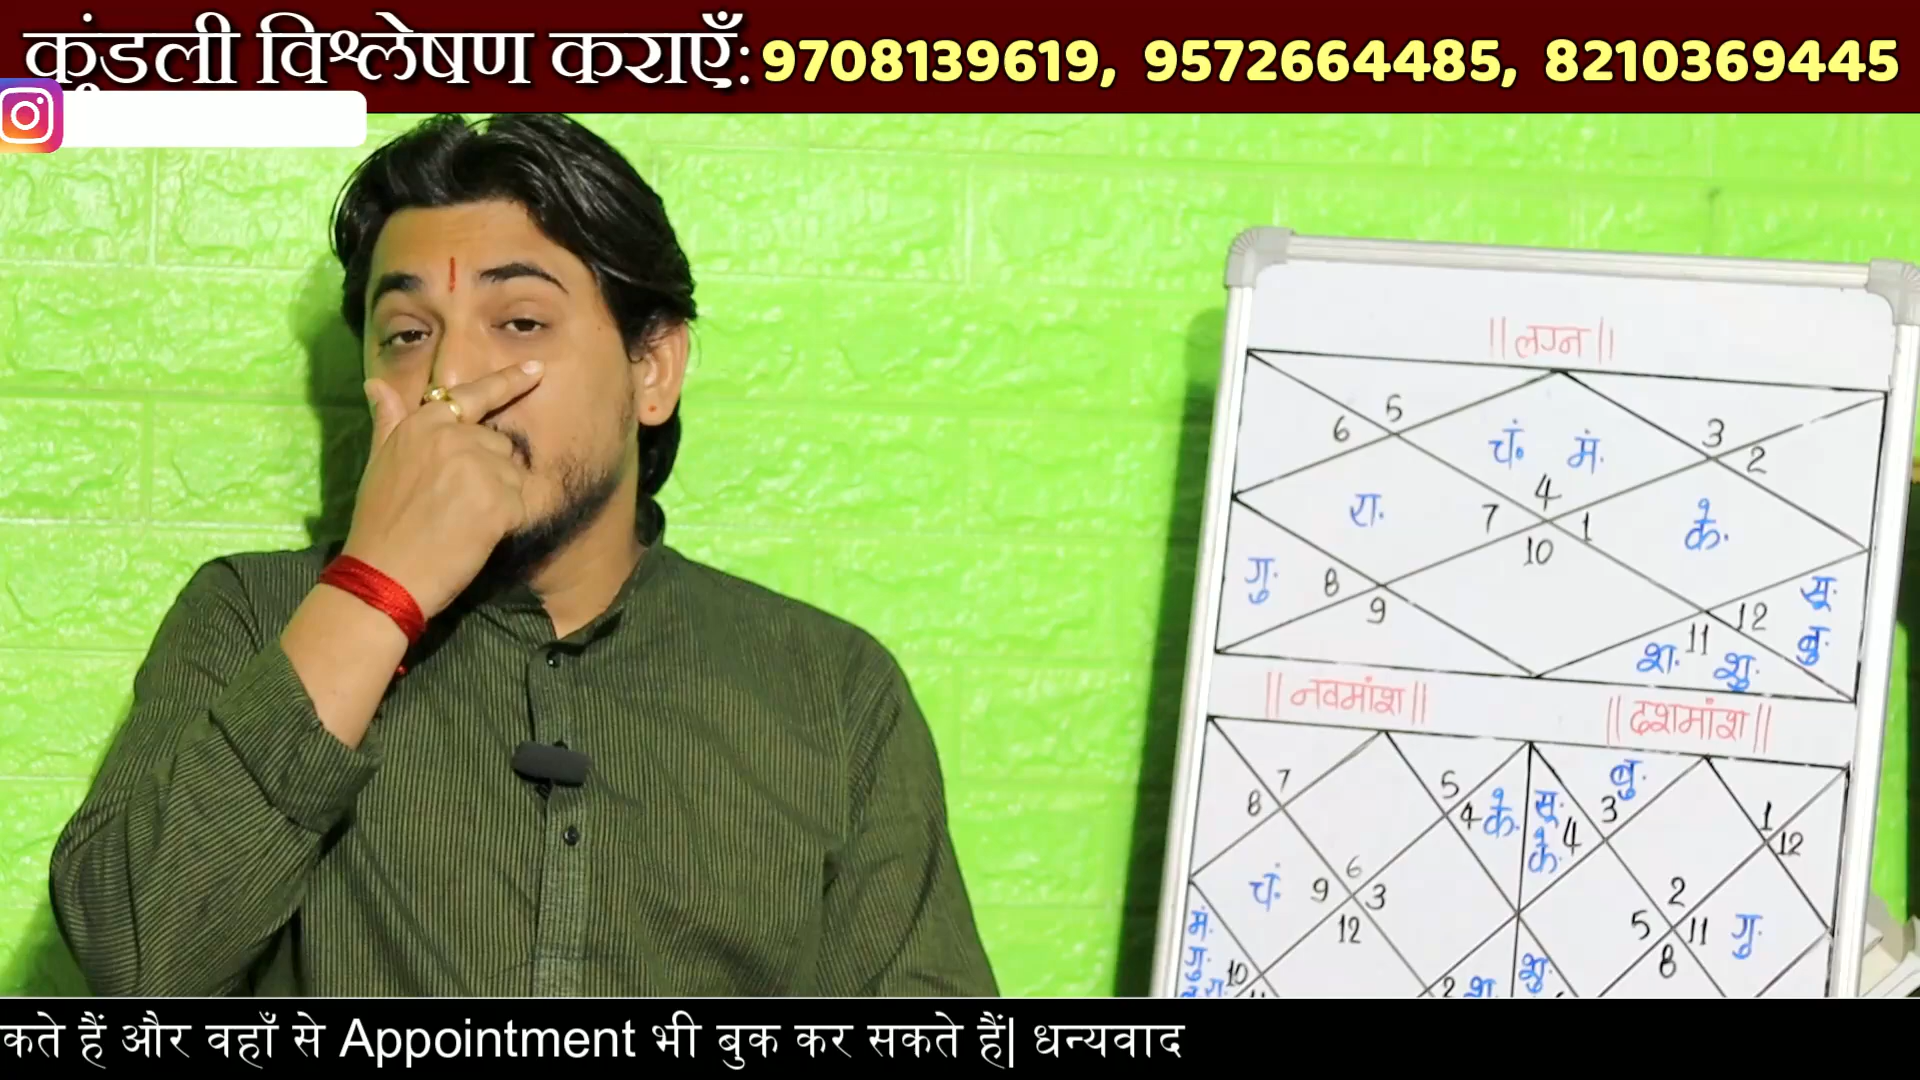 कूंडली विश्लेषण कराएँ: 9708139619, 9572664485, 8210369445
||लग्न||
5
6
चं. मं.
3
2
4
रा.
7
1
के.
10
गु.
8
9
12
सू.
बु.
11
श. शु.
||नवमांश||
||दशमांश||
7
8
5
4
के.
6
चं.
9
3
12
मं.
गु.
10
2
श.
बु.
3
सू.
के.
4
1
12
2
5
11
गु.
8
शु.
कते हैं और वहाँ से Appointment भी बुक कर सकते हैं| धन्यवाद